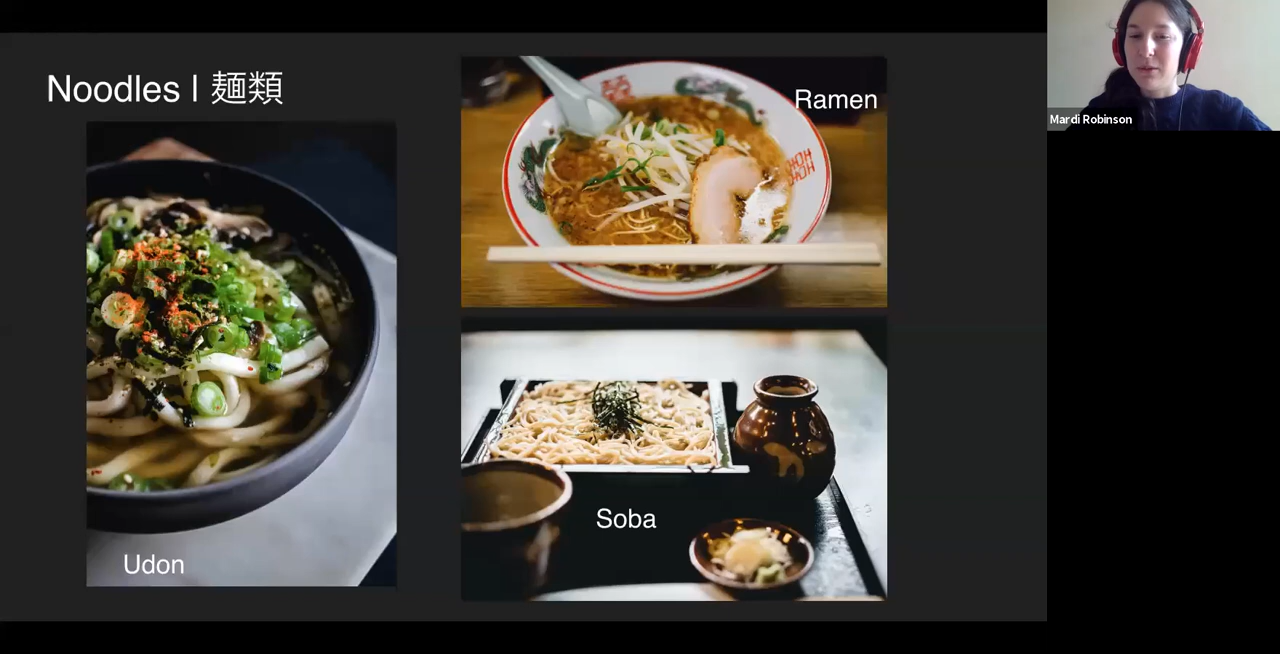 Noodles | 麺類
Ramen
Soba
Udon
Mardi Robinson